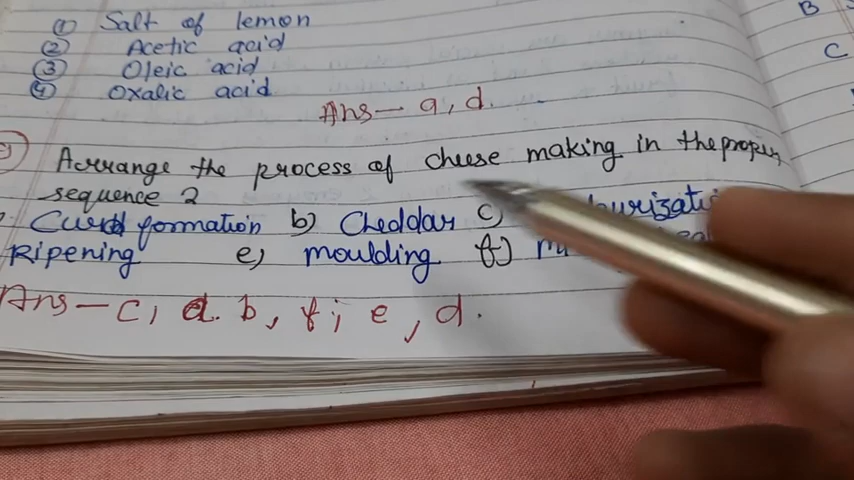 ① Salt of lemon
② Acetic acid
③ Oleic acid
④ Oxalic acid
Ans - a, d.
Arrange the process of cheese making in the proper
sequence ?
Curd formation b) Cheddar c)
Ripening e) moulding f)
Ans - c, a. b, f, e, d.
B
C